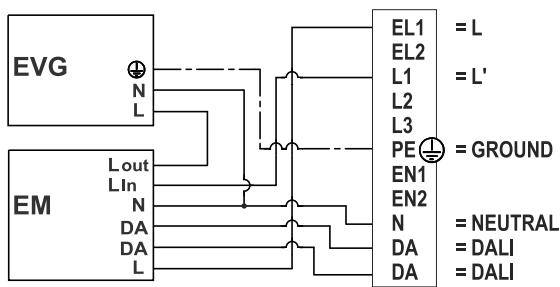 EVG
N
L
EM
Lout
LIn
N
DA
DA
L
EL1 = L
EL2
L1 = L'
L2
L3
PE = GROUND
EN1
EN2
N = NEUTRAL
DA = DALI
DA = DALI